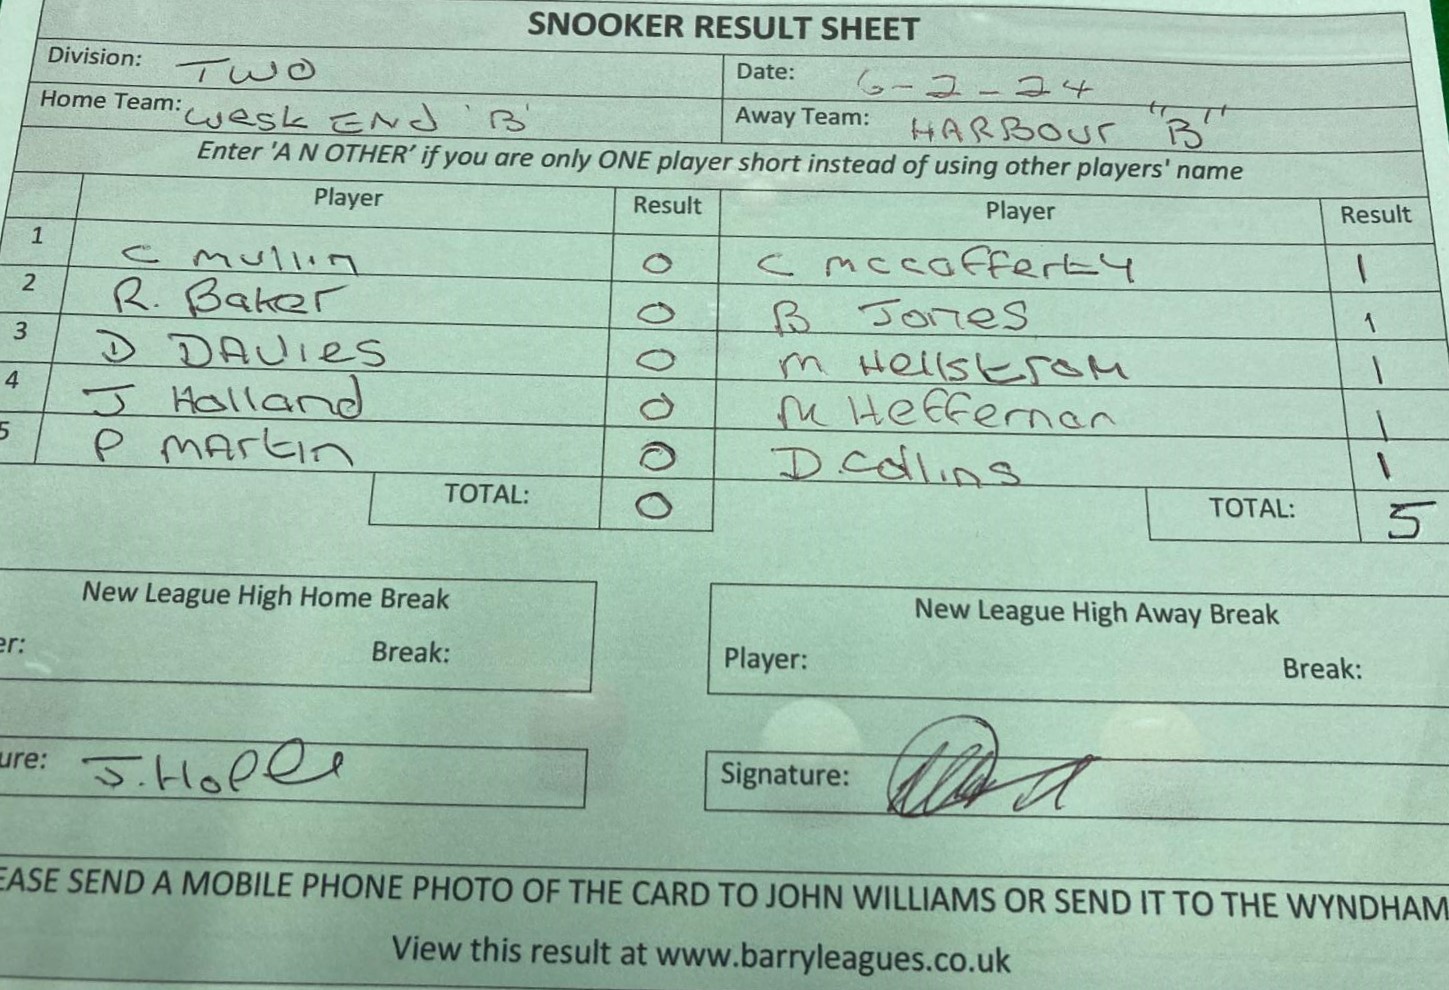 SNOOKER RESULT SHEET
Division: TWO Date: 6-2-24
Home Team: West END 'B' Away Team: HARBOUR "B"
Enter 'A N OTHER' if you are only ONE player short instead of using other players' name
Player Result Player Result
1 C Mullin 0 C McCafferty 1
2 R. Baker 0 B Jones 1
3 D DAVIES 0 M Hellstrom 1
4 J Holland 0 M Heffernan 1
5 P MARtin 0 D. Collins 1
TOTAL: 0 TOTAL: 5
New League High Home Break New League High Away Break
er: Break: Player: Break:
ure: J. Holl Signature:
EASE SEND A MOBILE PHONE PHOTO OF THE CARD TO JOHN WILLIAMS OR SEND IT TO THE WYNDHAM
View this result at www.barryleagues.co.uk